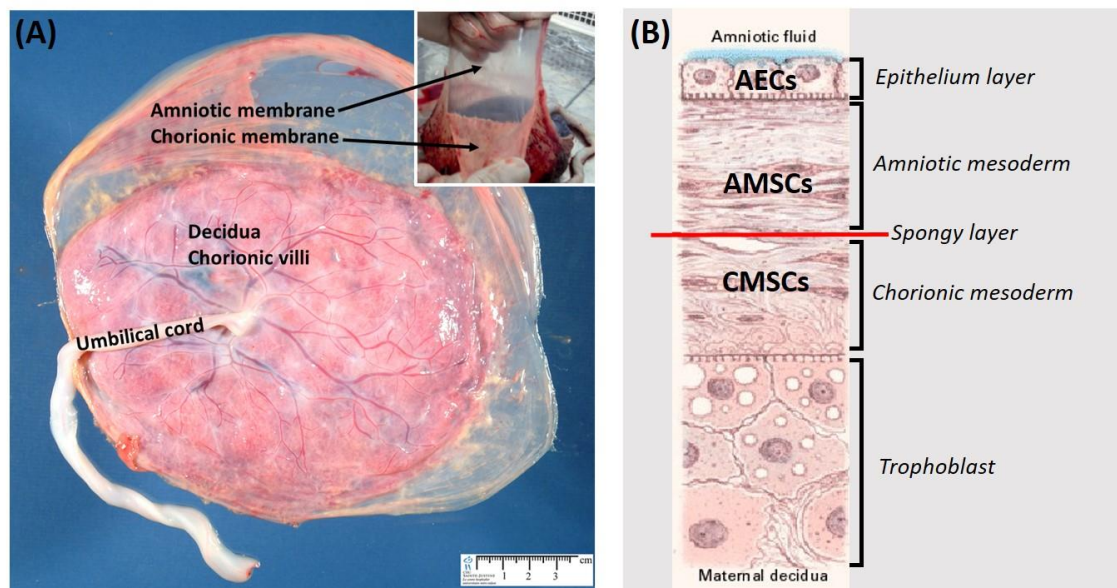 (A)
Amniotic membrane
Chorionic membrane
Decidua
Chorionic villi
Umbilical cord
1 2 3 cm
(B)
Amniotic fluid
AECs
Epithelium layer
Amniotic mesoderm
AMSCs
Spongy layer
CMSCs
Chorionic mesoderm
Trophoblast
Maternal decidua